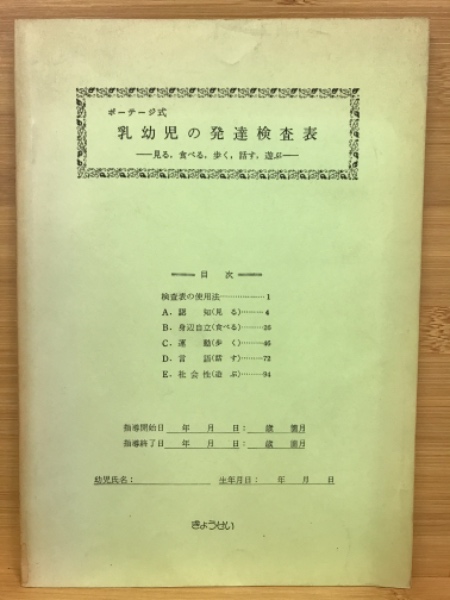 ポーテージ式
乳幼児の発達検査表
──見る，食べる，歩く，話す，遊ぶ──
目次
検査表の使用法………………1
A．認知(見る)………4
B．身辺自立(食べる)………26
C．運動(歩く)………46
D．言語(話す)………72
E．社会性(遊ぶ)………94
指導開始日　年　月　日：　歳　箇月
指導終了日　年　月　日：　歳　箇月
幼児氏名：　生年月日：　年　月　日
ぎょうせい